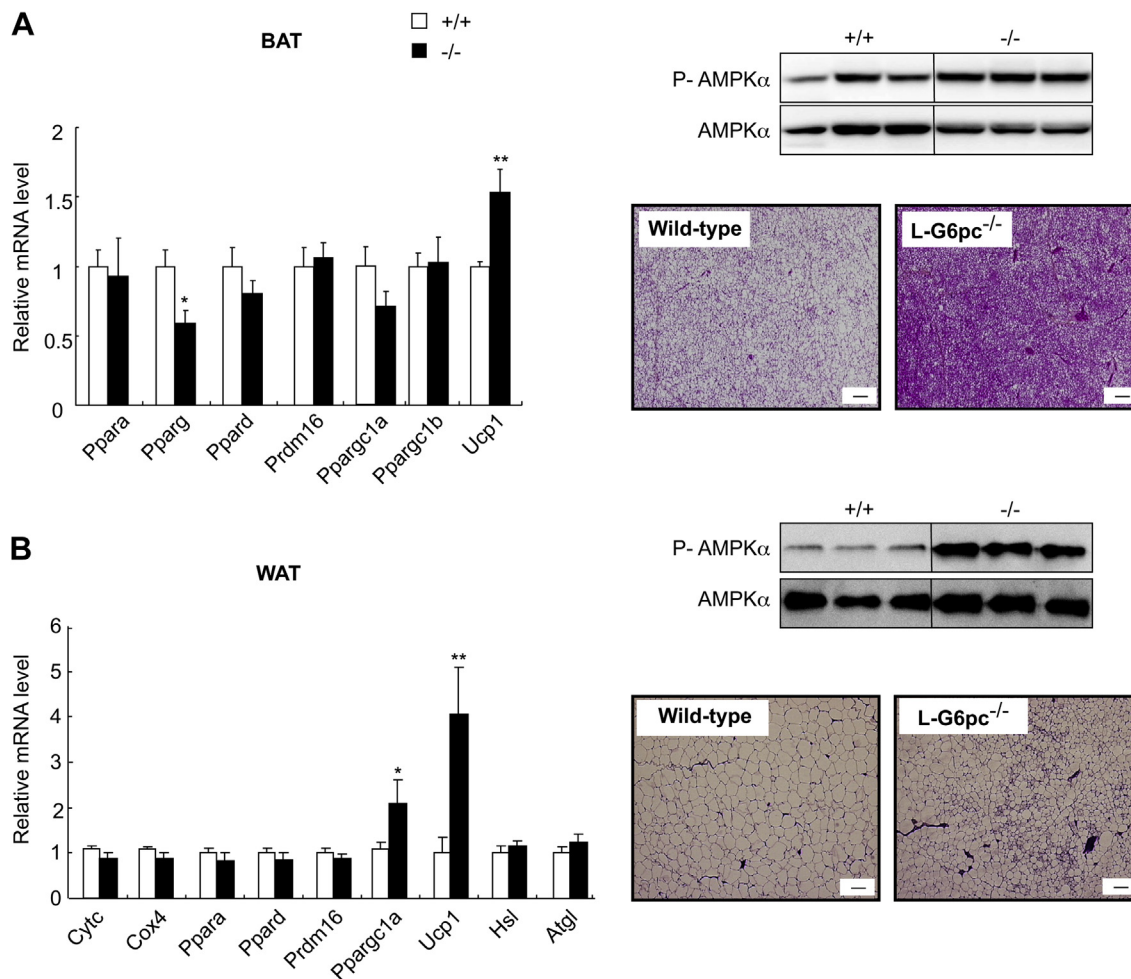 A
BAT
+/+
-/-
Relative mRNA level
2
1.5
1
0.5
0
**
*
Ppara
Pparg
Ppard
Prdm16
Ppargc1a
Ppargc1b
Ucp1
+/+ -/-
P- AMPKα
AMPKα
Wild-type
L-G6pc-/-
B
WAT
Relative mRNA level
6
5
4
2
1
0
**
*
Cytc
Cox4
Ppara
Ppard
Prdm16
Ppargc1a
Ucp1
Hsl
Atgl
+/+ -/-
P- AMPKα
AMPKα
Wild-type
L-G6pc-/-